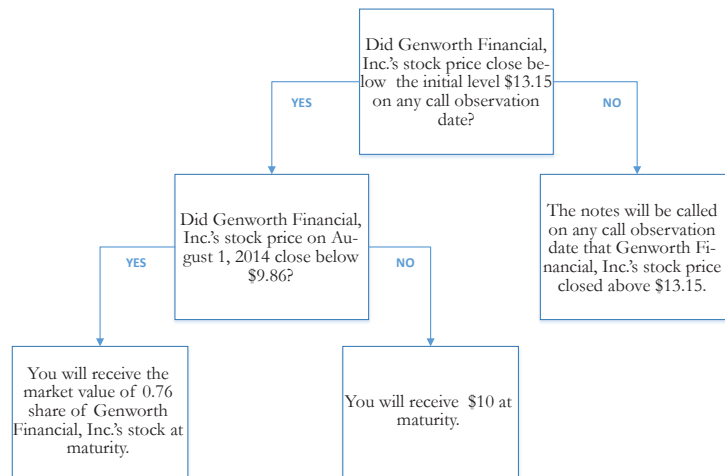 Did Genworth Financial,
Inc.'s stock price close be-
low the initial level $13.15
on any call observation
date?
YES
NO
Did Genworth Financial,
Inc.'s stock price on Au-
gust 1, 2014 close below
$9.86?
The notes will be called
on any call observation
date that Genworth Fi-
nancial, Inc.'s stock price
closed above $13.15.
YES
NO
You will receive the
market value of 0.76
share of Genworth
Financial, Inc.'s stock at
maturity.
You will receive $10 at
maturity.